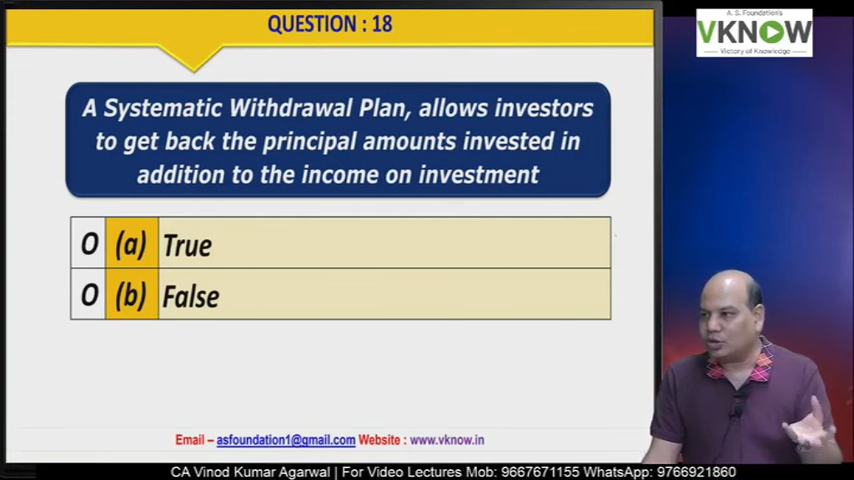 QUESTION : 18
A. S. Foundation's
VKNOW
Victory of Knowledge
A Systematic Withdrawal Plan, allows investors
to get back the principal amounts invested in
addition to the income on investment
O (a) True
O (b) False
Email – asfoundation1@gmail.com Website : www.vknow.in
CA Vinod Kumar Agarwal | For Video Lectures Mob: 9667671155 WhatsApp: 9766921860